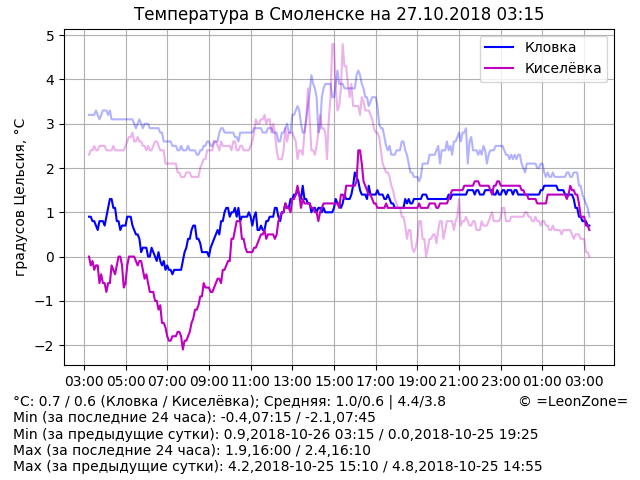 Температура в Смоленске на 27.10.2018 03:15
градусов Цельсия, °C
5
4
3
2
1
0
−1
−2
Кловка
Киселёвка
03:00 05:00 07:00 09:00 11:00 13:00 15:00 17:00 19:00 21:00 23:00 01:00 03:00
°C: 0.7 / 0.6 (Кловка / Киселёвка); Средняя: 1.0/0.6 | 4.4/3.8 © =LeonZone=
Min (за последние 24 часа): -0.4,07:15 / -2.1,07:45
Min (за предыдущие сутки): 0.9,2018-10-26 03:15 / 0.0,2018-10-25 19:25
Max (за последние 24 часа): 1.9,16:00 / 2.4,16:10
Max (за предыдущие сутки): 4.2,2018-10-25 15:10 / 4.8,2018-10-25 14:55